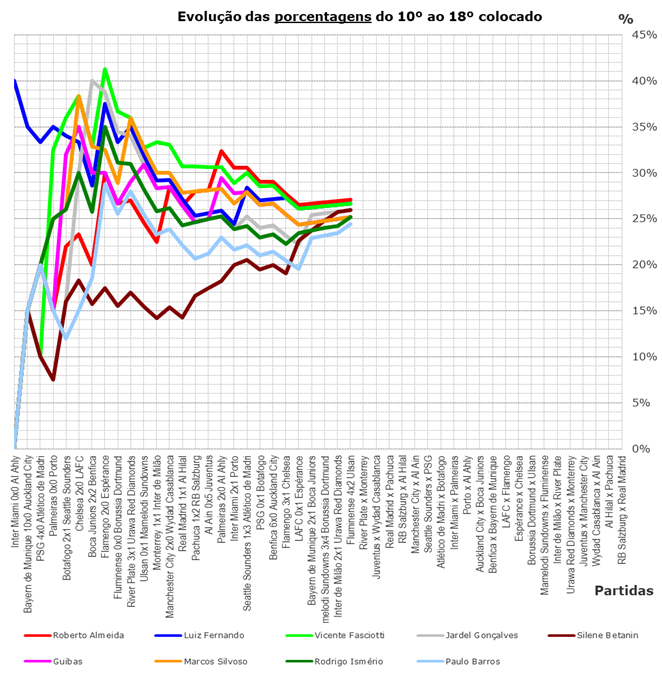 Evolução das porcentagens do 10º ao 18º colocado
%
45%
40%
35%
30%
25%
20%
15%
10%
5%
0%
Inter Miami 0x0 Al Ahly
Bayern de Munique 10x0 Auckland City
PSG 4x0 Atlético de Madri
Palmeiras 0x0 Porto
Botafogo 2x1 Seattle Sounders
Chelsea 2x0 LAFC
Boca Juniors 2x2 Benfica
Flamengo 2x0 Espérance
Fluminense 0x0 Borussia Dortmund
River Plate 3x1 Urawa Red Diamonds
Ulsan 0x1 Mamelodi Sundowns
Monterrey 1x1 Inter de Milão
Manchester City 2x0 Wydad Casablanca
Real Madrid 1x1 Al Hilal
Pachuca 1x2 RB Salzburg
Al Ain 0x5 Juventus
Palmeiras 2x0 Al Ahly
Inter Miami 2x1 Porto
Seattle Sounders 1x3 Atlético de Madri
PSG 0x1 Botafogo
Benfica 6x0 Auckland City
Flamengo 3x1 Chelsea
LAFC 0x1 Espérance
Bayern de Munique 2x1 Boca Juniors
melodi Sundowns 3x4 Borussia Dortmund
Inter de Milão 2x1 Urawa Red Diamonds
Fluminense 4x2 Ulsan
River Plate x Monterrey
Juventus x Wydad Casablanca
Real Madrid x Pachuca
RB Salzburg x Al Hilal
Manchester City x Al Ain
Seattle Sounders x PSG
Atlético de Madri x Botafogo
Inter Miami x Palmeiras
Porto x Al Ahly
Auckland City x Boca Juniors
Benfica x Bayern de Munique
LAFC x Flamengo
Espérance x Chelsea
Borussia Dortmund x Ulsan
Mamelodi Sundowns x Fluminense
Inter de Milão x River Plate
Urawa Red Diamonds x Monterrey
Juventus x Manchester City
Wydad Casablanca x Al Ain
Al Hilal x Pachuca
RB Salzburg x Real Madrid
Partidas
Roberto Almeida
Luiz Fernando
Vicente Fasciotti
Jardel Gonçalves
Silene Betanin
Guibas
Marcos Silvoso
Rodrigo Ismério
Paulo Barros